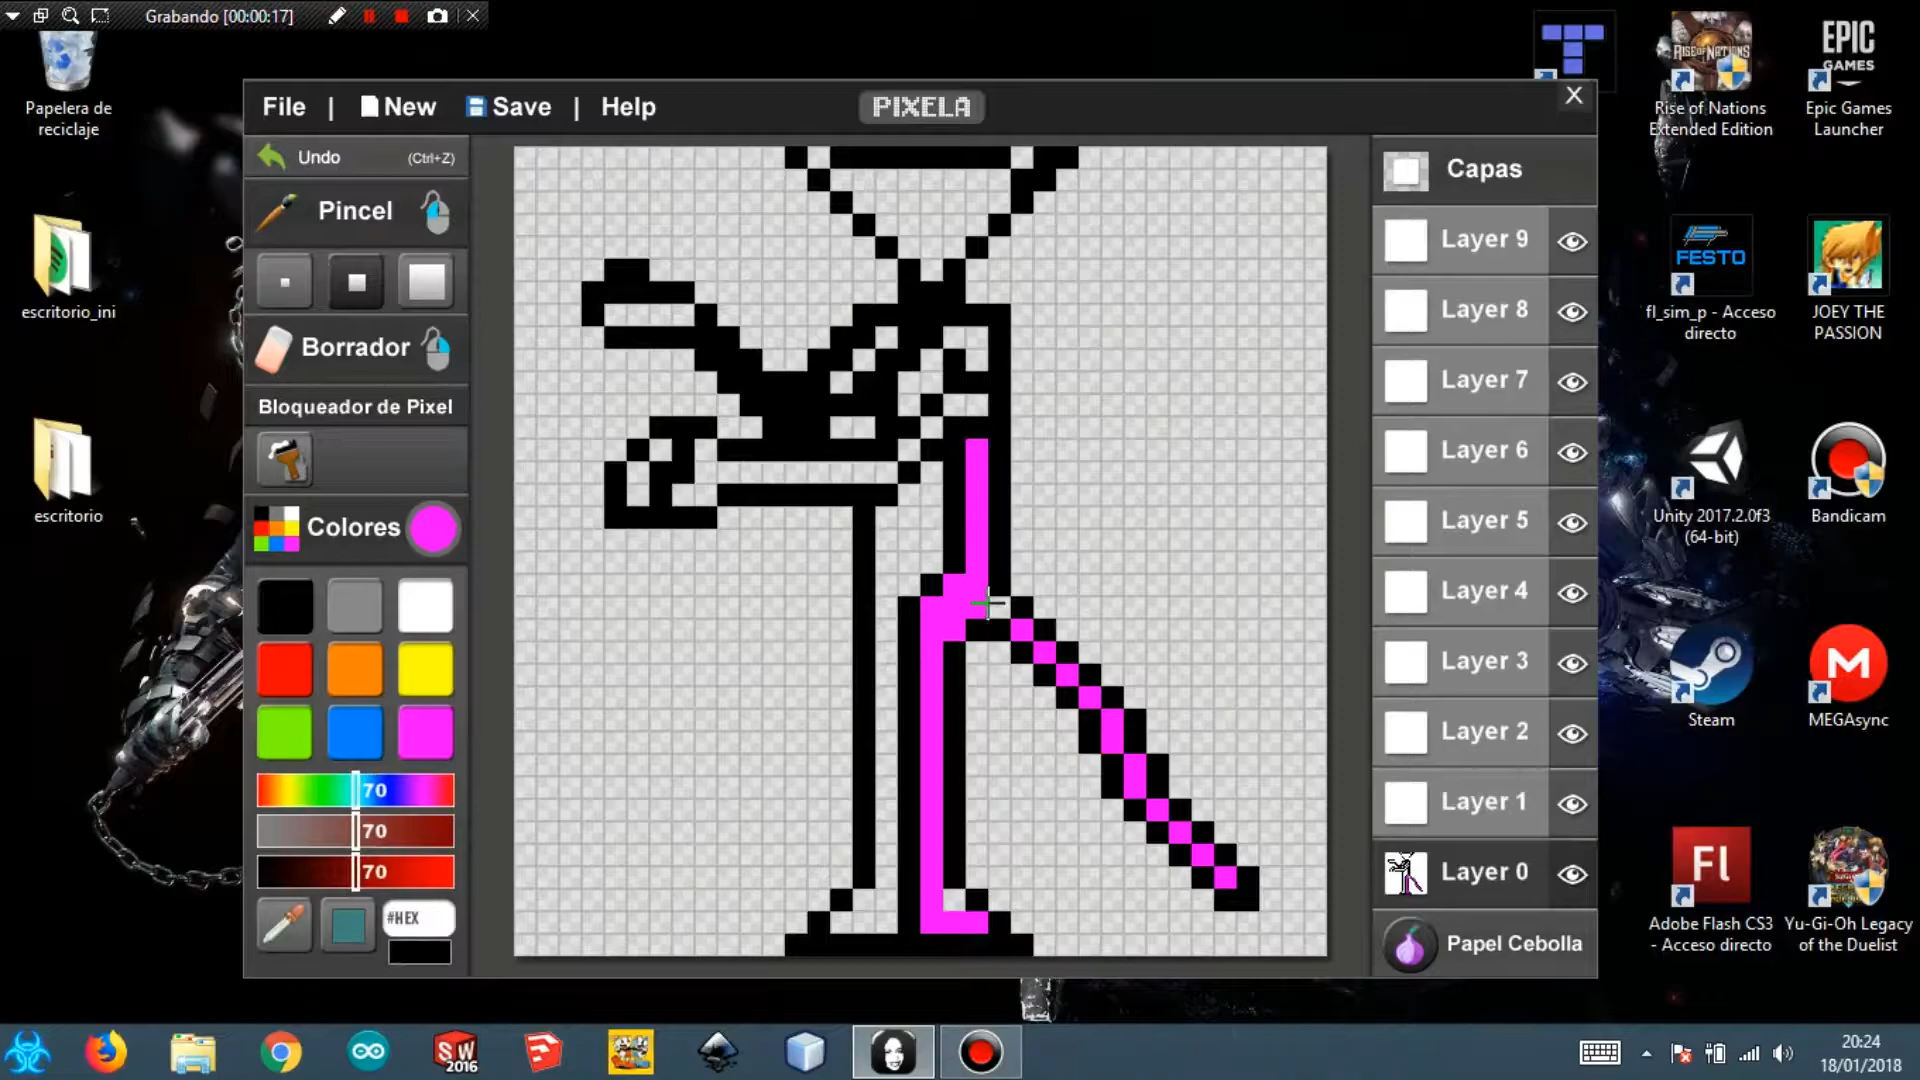 Grabando [00:00:17]
Papelera de
reciclaje
escritorio_ini
escritorio
File | New Save | Help
PIXELA
X
Undo (Ctrl+Z)
Pincel
Borrador
Bloqueador de Pixel
Colores
70
70
70
#HEX
Capas
Layer 9
Layer 8
Layer 7
Layer 6
Layer 5
Layer 4
Layer 3
Layer 2
Layer 1
Layer 0
Papel Cebolla
RISE OF NATIONS
Rise of Nations
Extended Edition
EPIC
GAMES
Epic Games
Launcher
FESTO
fl_sim_p - Acceso
directo
JOEY THE
PASSION
Unity 2017.2.0f3
(64-bit)
Bandicam
Steam
M
MEGAsync
Fl
Adobe Flash CS3
- Acceso directo
Yu-Gi-Oh Legacy
of the Duelist
SW
2016
20:24
18/01/2018